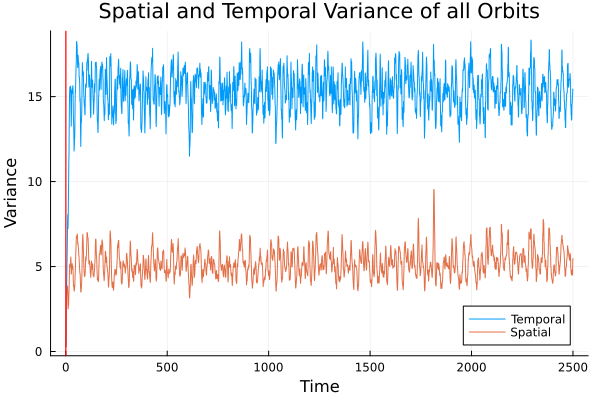 Spatial and Temporal Variance of all Orbits
Variance
15
10
5
0
0
500
1000
1500
2000
2500
Time
Temporal
Spatial